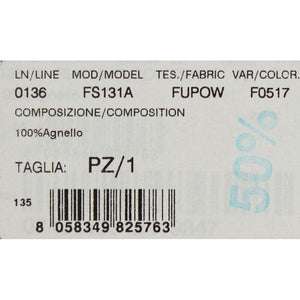 LN/LINE MOD/MODEL TES./FABRIC VAR/COLOR.
0136 FS131A FUPOW F0517
COMPOSIZIONE/COMPOSITION
100%Agnello
TAGLIA: PZ/1
50%
135
8 058349 825763